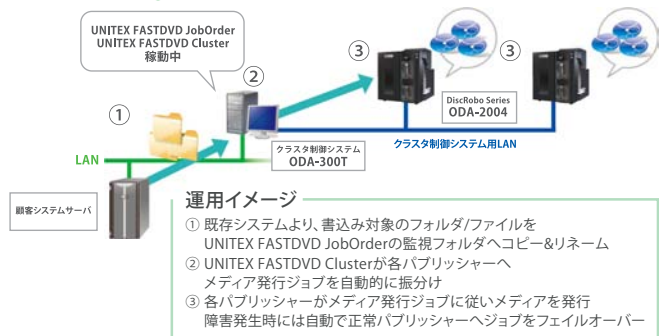 UNITEX FASTDVD JobOrder
UNITEX FASTDVD Cluster
稼動中
③
③
②
①
DiscRobo Series
ODA-2004
クラスタ制御システム
ODA-300T
クラスタ制御システム用LAN
LAN
顧客システムサーバ
運用イメージ
① 既存システムより、書込み対象のフォルダ/ファイルを
UNITEX FASTDVD JobOrderの監視フォルダへコピー&リネーム
② UNITEX FASTDVD Clusterが各パブリッシャーへ
メディア発行ジョブを自動的に振分け
③ 各パブリッシャーがメディア発行ジョブに従いメディアを発行
障害発生時には自動で正常パブリッシャーへジョブをフェイルオーバー